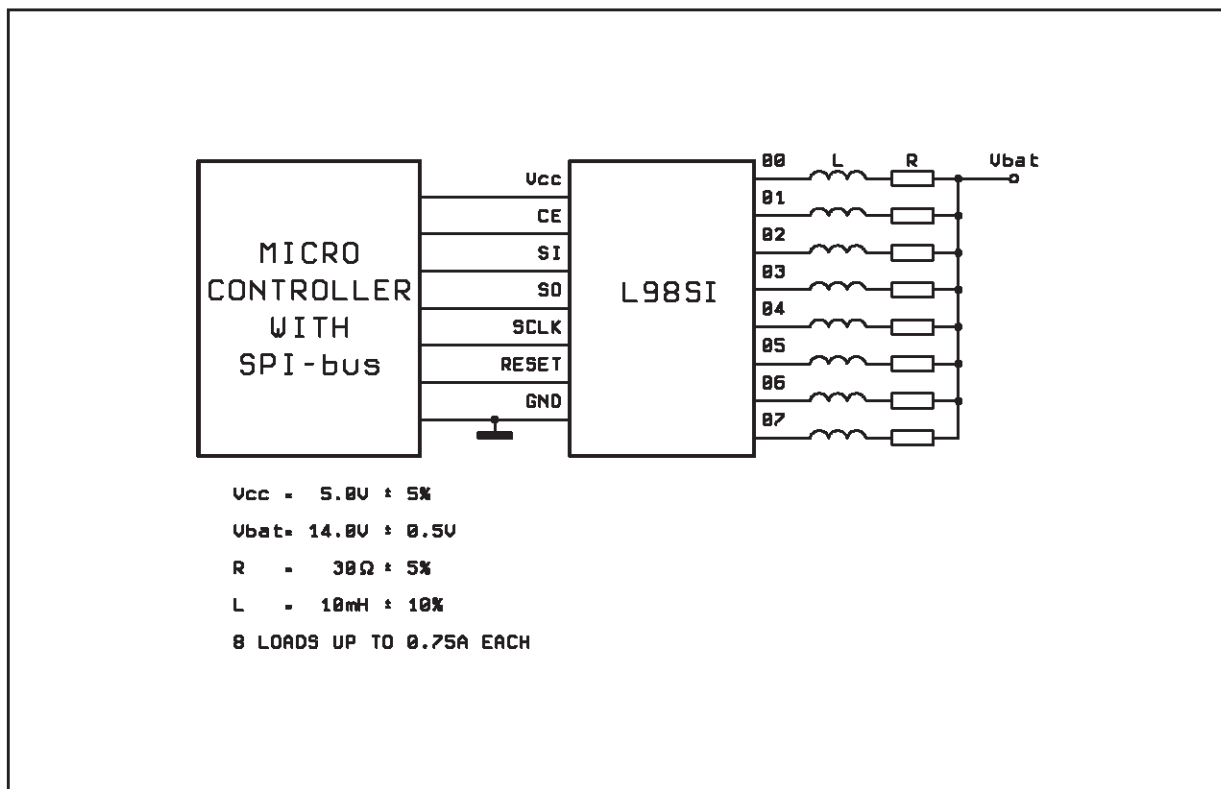 MICRO
CONTROLLER
WITH
SPI-bus
Vcc
CE
SI
SO
SCLK
RESET
GND
L98SI
00
01
02
03
04
05
06
07
L R Vbat
Vcc = 5.0V ± 5%
Vbat= 14.0V ± 0.5V
R = 30Ω ± 5%
L = 10mH ± 10%
8 LOADS UP TO 0.75A EACH